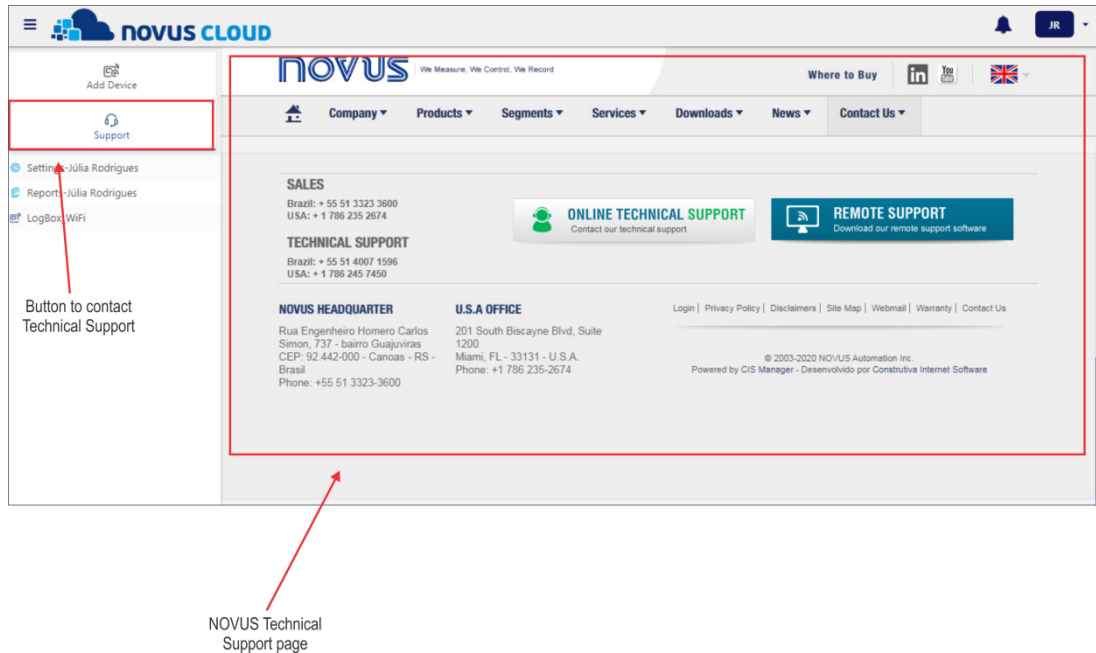 NOVUS CLOUD
JR
Add Device
Support
Settings-Júlia Rodrigues
Reports-Júlia Rodrigues
LogBox WiFi
Button to contact
Technical Support
novus
We Measure, We Control, We Record
Where to Buy
in
You
Tube
Company
Products
Segments
Services
Downloads
News
Contact Us
SALES
Brazil: + 55 51 3323 3600
USA: + 1 786 235 2674
TECHNICAL SUPPORT
Brazil: + 55 51 4007 1596
USA: + 1 786 245 7450
ONLINE TECHNICAL SUPPORT
Contact our technical support
REMOTE SUPPORT
Download our remote support software
NOVUS HEADQUARTER
Rua Engenheiro Homero Carlos
Simon, 737 - bairro Guajuviras
CEP: 92.442-000 - Canoas - RS -
Brasil
Phone: +55 51 3323-3600
U.S.A OFFICE
201 South Biscayne Blvd, Suite
1200
Miami, FL - 33131 - U.S.A.
Phone: +1 786 235-2674
Login | Privacy Policy | Disclaimers | Site Map | Webmail | Warranty | Contact Us
© 2003-2020 NOVUS Automation Inc.
Powered by CIS Manager - Desenvolvido por Construtiva Internet Software
NOVUS Technical
Support page